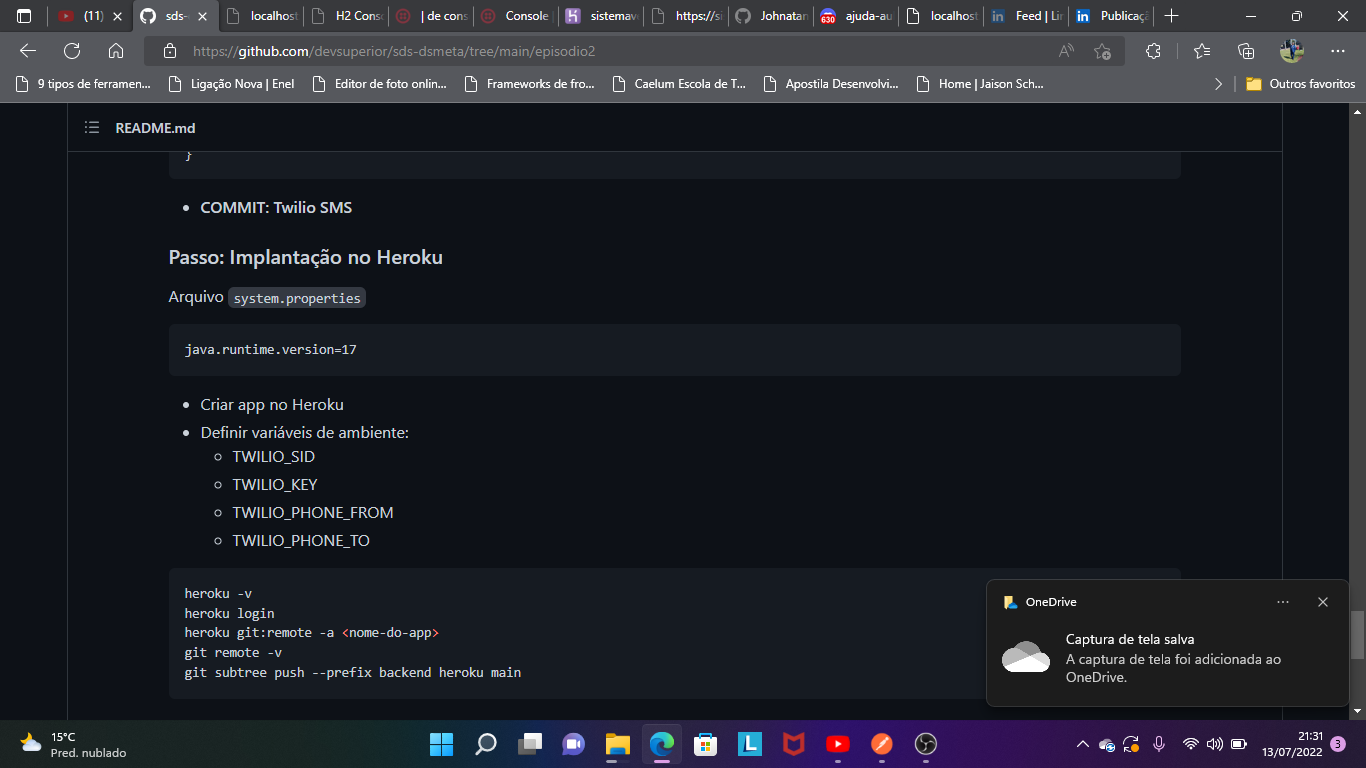 (11)
sds-
localhost
H2 Cons
| de cons
Console
sistemave
https://si
Johnatan
ajuda-au
localhost
Feed | Lin
Publicaçã
https://github.com/devsuperior/sds-dsmeta/tree/main/episodio2
9 tipos de ferramen...
Ligação Nova | Enel
Editor de foto onlin...
Frameworks de fro...
Caelum Escola de T...
Apostila Desenvolvi...
Home | Jaison Sch...
Outros favoritos
README.md
}
COMMIT: Twilio SMS
Passo: Implantação no Heroku
Arquivo system.properties
java.runtime.version=17
Criar app no Heroku
Definir variáveis de ambiente:
TWILIO_SID
TWILIO_KEY
TWILIO_PHONE_FROM
TWILIO_PHONE_TO
heroku -v
heroku login
heroku git:remote -a <nome-do-app>
git remote -v
git subtree push --prefix backend heroku main
OneDrive
Captura de tela salva
A captura de tela foi adicionada ao
OneDrive.
15°C
Pred. nublado
21:31
13/07/2022
3